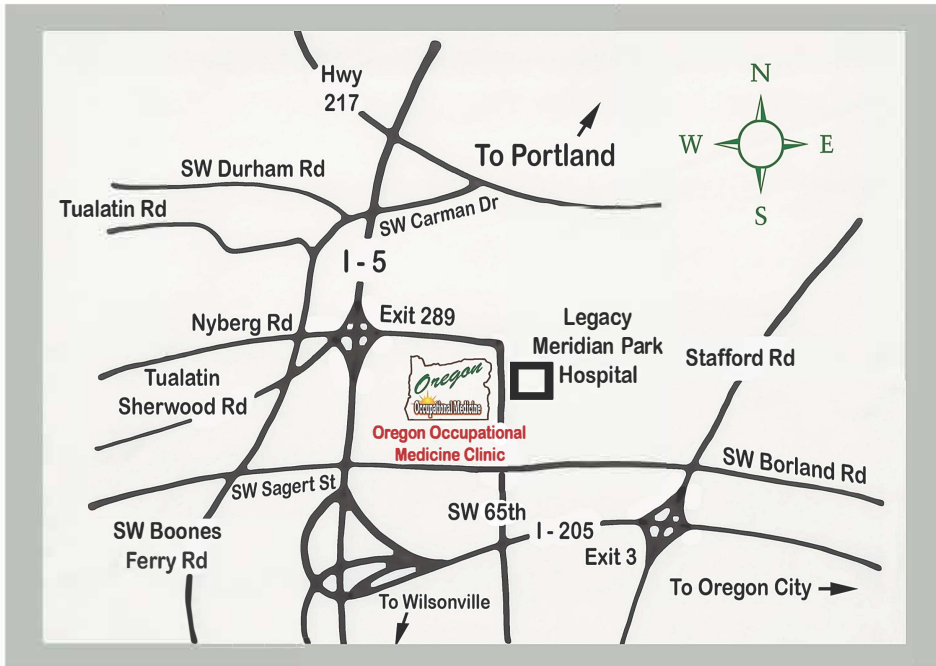 Hwy
217
N
W
E
S
To Portland
SW Durham Rd
Tualatin Rd
SW Carman Dr
I - 5
Nyberg Rd
Exit 289
Legacy
Meridian Park
Hospital
Stafford Rd
Tualatin
Sherwood Rd
Oregon
Occupational Medicine
Oregon Occupational
Medicine Clinic
SW Sagert St
SW Borland Rd
SW 65th
SW Boones
Ferry Rd
I - 205
Exit 3
To Wilsonville
To Oregon City